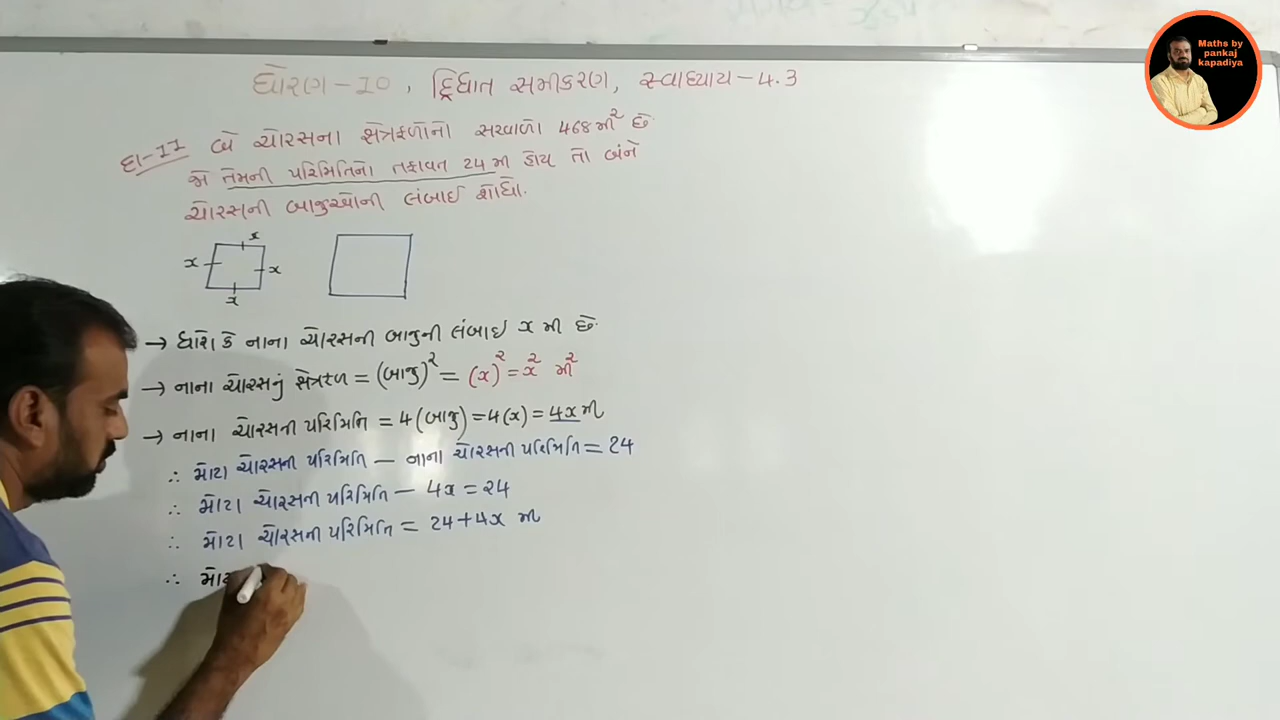 ધોરણ-10, દ્વિઘાત સમીકરણ, સ્વાધ્યાય-4.3
દા-11 બે ચોરસના ક્ષેત્રફળોનો સરવાળો 468 મી² છે.
જો તેમની પરિમિતિનો તફાવત 24 મી હોય તો બંને
ચોરસની બાજુઓની લંબાઈ શોધો.
x
x x
x
→ ધારો કે નાના ચોરસની બાજુની લંબાઈ x મી છે.
→ નાના ચોરસનું ક્ષેત્રફળ = (બાજુ)² = (x)² = x² મી²
→ નાના ચોરસની પરિમિતિ = 4(બાજુ) = 4(x) = 4x મી
∴ મોટા ચોરસની પરિમિતિ - નાના ચોરસની પરિમિતિ = 24
∴ મોટા ચોરસની પરિમિતિ - 4x = 24
∴ મોટા ચોરસની પરિમિતિ = 24+4x મી
∴
Maths by
pankaj
kapadiya